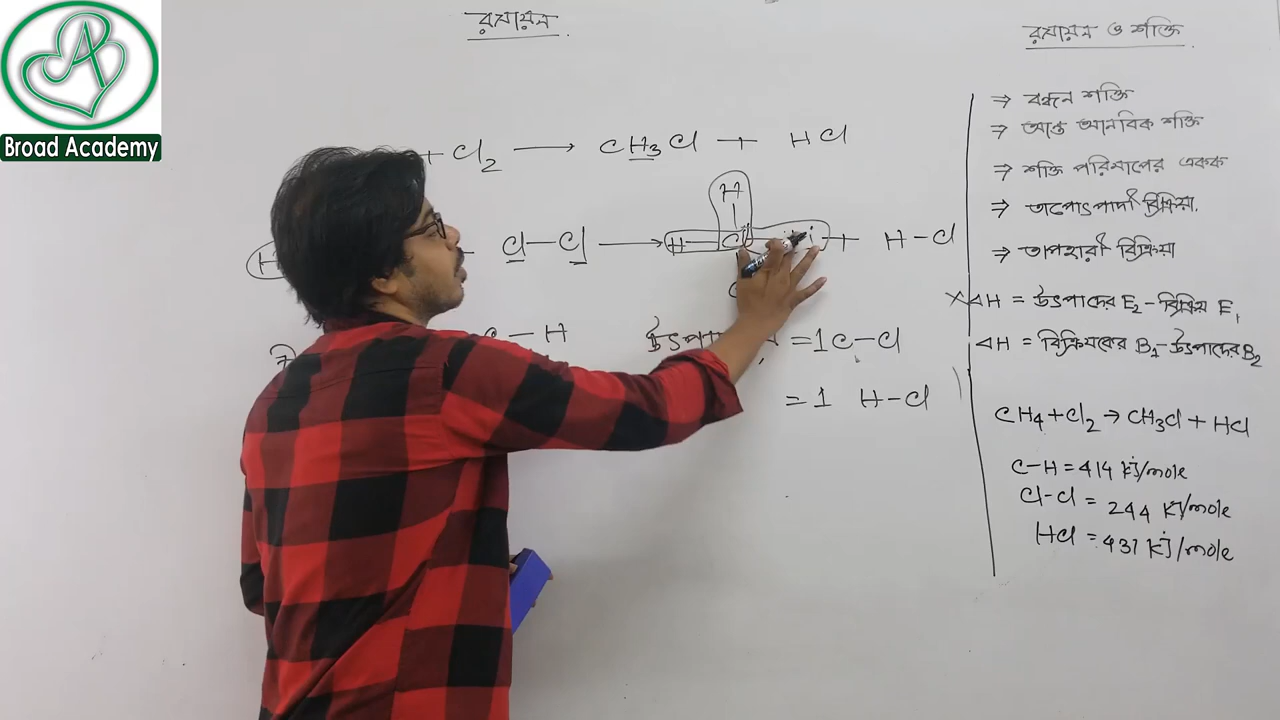 Broad Academy
রসায়ন
+ Cl2 → CH3Cl + HCl
H
H Cl — Cl → H — C + H — Cl
C — H = 1 C — Cl
= 1 H — Cl
রসায়ন ও শক্তি
⇒ বন্ধন শক্তি
⇒ আন্ত আনবিক শক্তি
⇒ শক্তি পরিমাপের একক
⇒ তাপোৎপাদী বিক্রিয়া.
⇒ তাপহারী বিক্রিয়া
×ΔH = উৎপাদের E2 - বিক্রিয় E1
ΔH = বিক্রিয়কের B1 - উৎপাদের B2
CH4 + Cl2 → CH3Cl + HCl
C-H = 414 kJ/mole
Cl-Cl = 244 kJ/mole
HCl = 431 kJ/mole